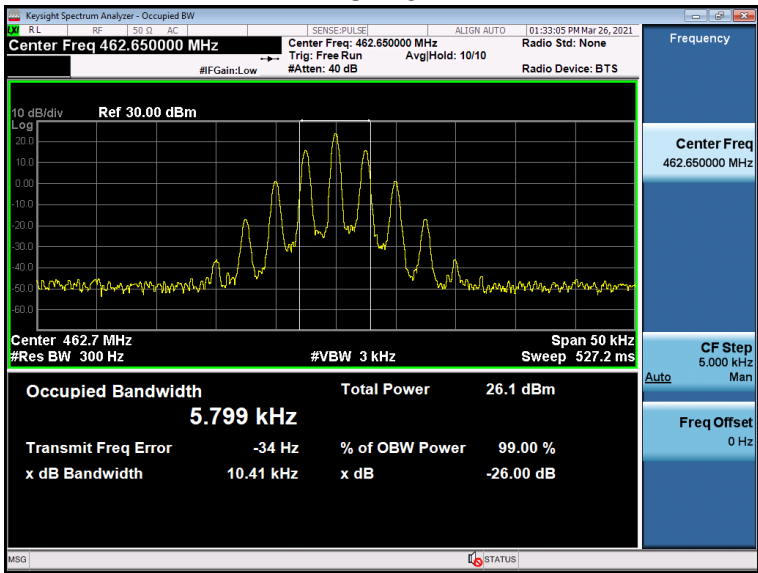 Keysight Spectrum Analyzer - Occupied BW
LXI RL RF 50 Ω AC SENSE:PULSE ALIGN AUTO 01:33:05 PM Mar 26, 2021
Center Freq 462.650000 MHz
Center Freq: 462.650000 MHz
Radio Std: None
Trig: Free Run Avg|Hold: 10/10
#IFGain:Low
#Atten: 40 dB
Radio Device: BTS
10 dB/div Ref 30.00 dBm
Log
20.0
10.0
0.00
-10.0
-20.0
-30.0
-40.0
-50.0
-60.0
Center 462.7 MHz
Span 50 kHz
#Res BW 300 Hz
#VBW 3 kHz
Sweep 527.2 ms
Occupied Bandwidth
Total Power 26.1 dBm
5.799 kHz
Transmit Freq Error -34 Hz
% of OBW Power 99.00 %
x dB Bandwidth 10.41 kHz
x dB -26.00 dB
Frequency
Center Freq
462.650000 MHz
CF Step
5.000 kHz
Auto Man
Freq Offset
0 Hz
MSG
STATUS